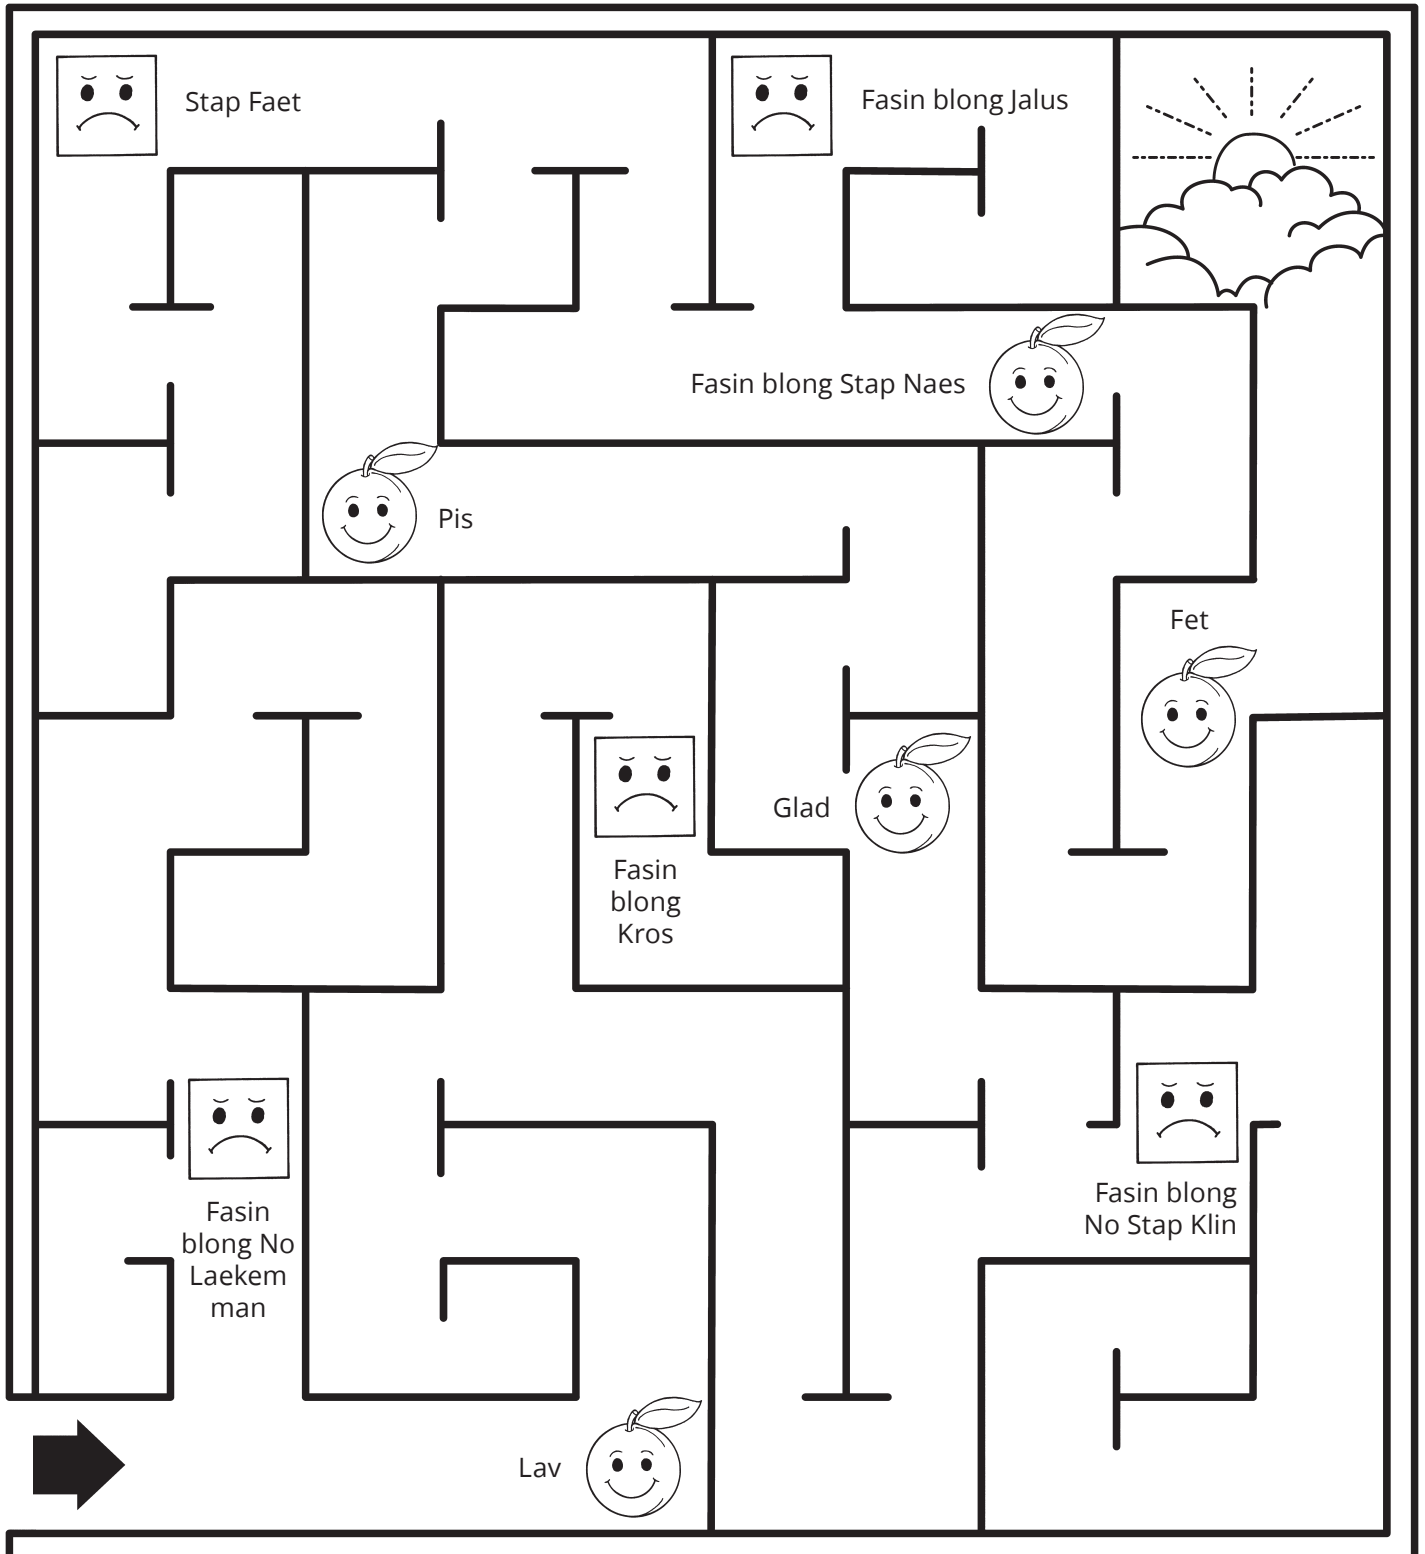 Stap Faet
Fasin blong Jalus
Fasin blong Stap Naes
Pis
Fet
Glad
Fasin
blong
Kros
Fasin
blong No
Laekem
man
Fasin blong
No Stap Klin
Lav